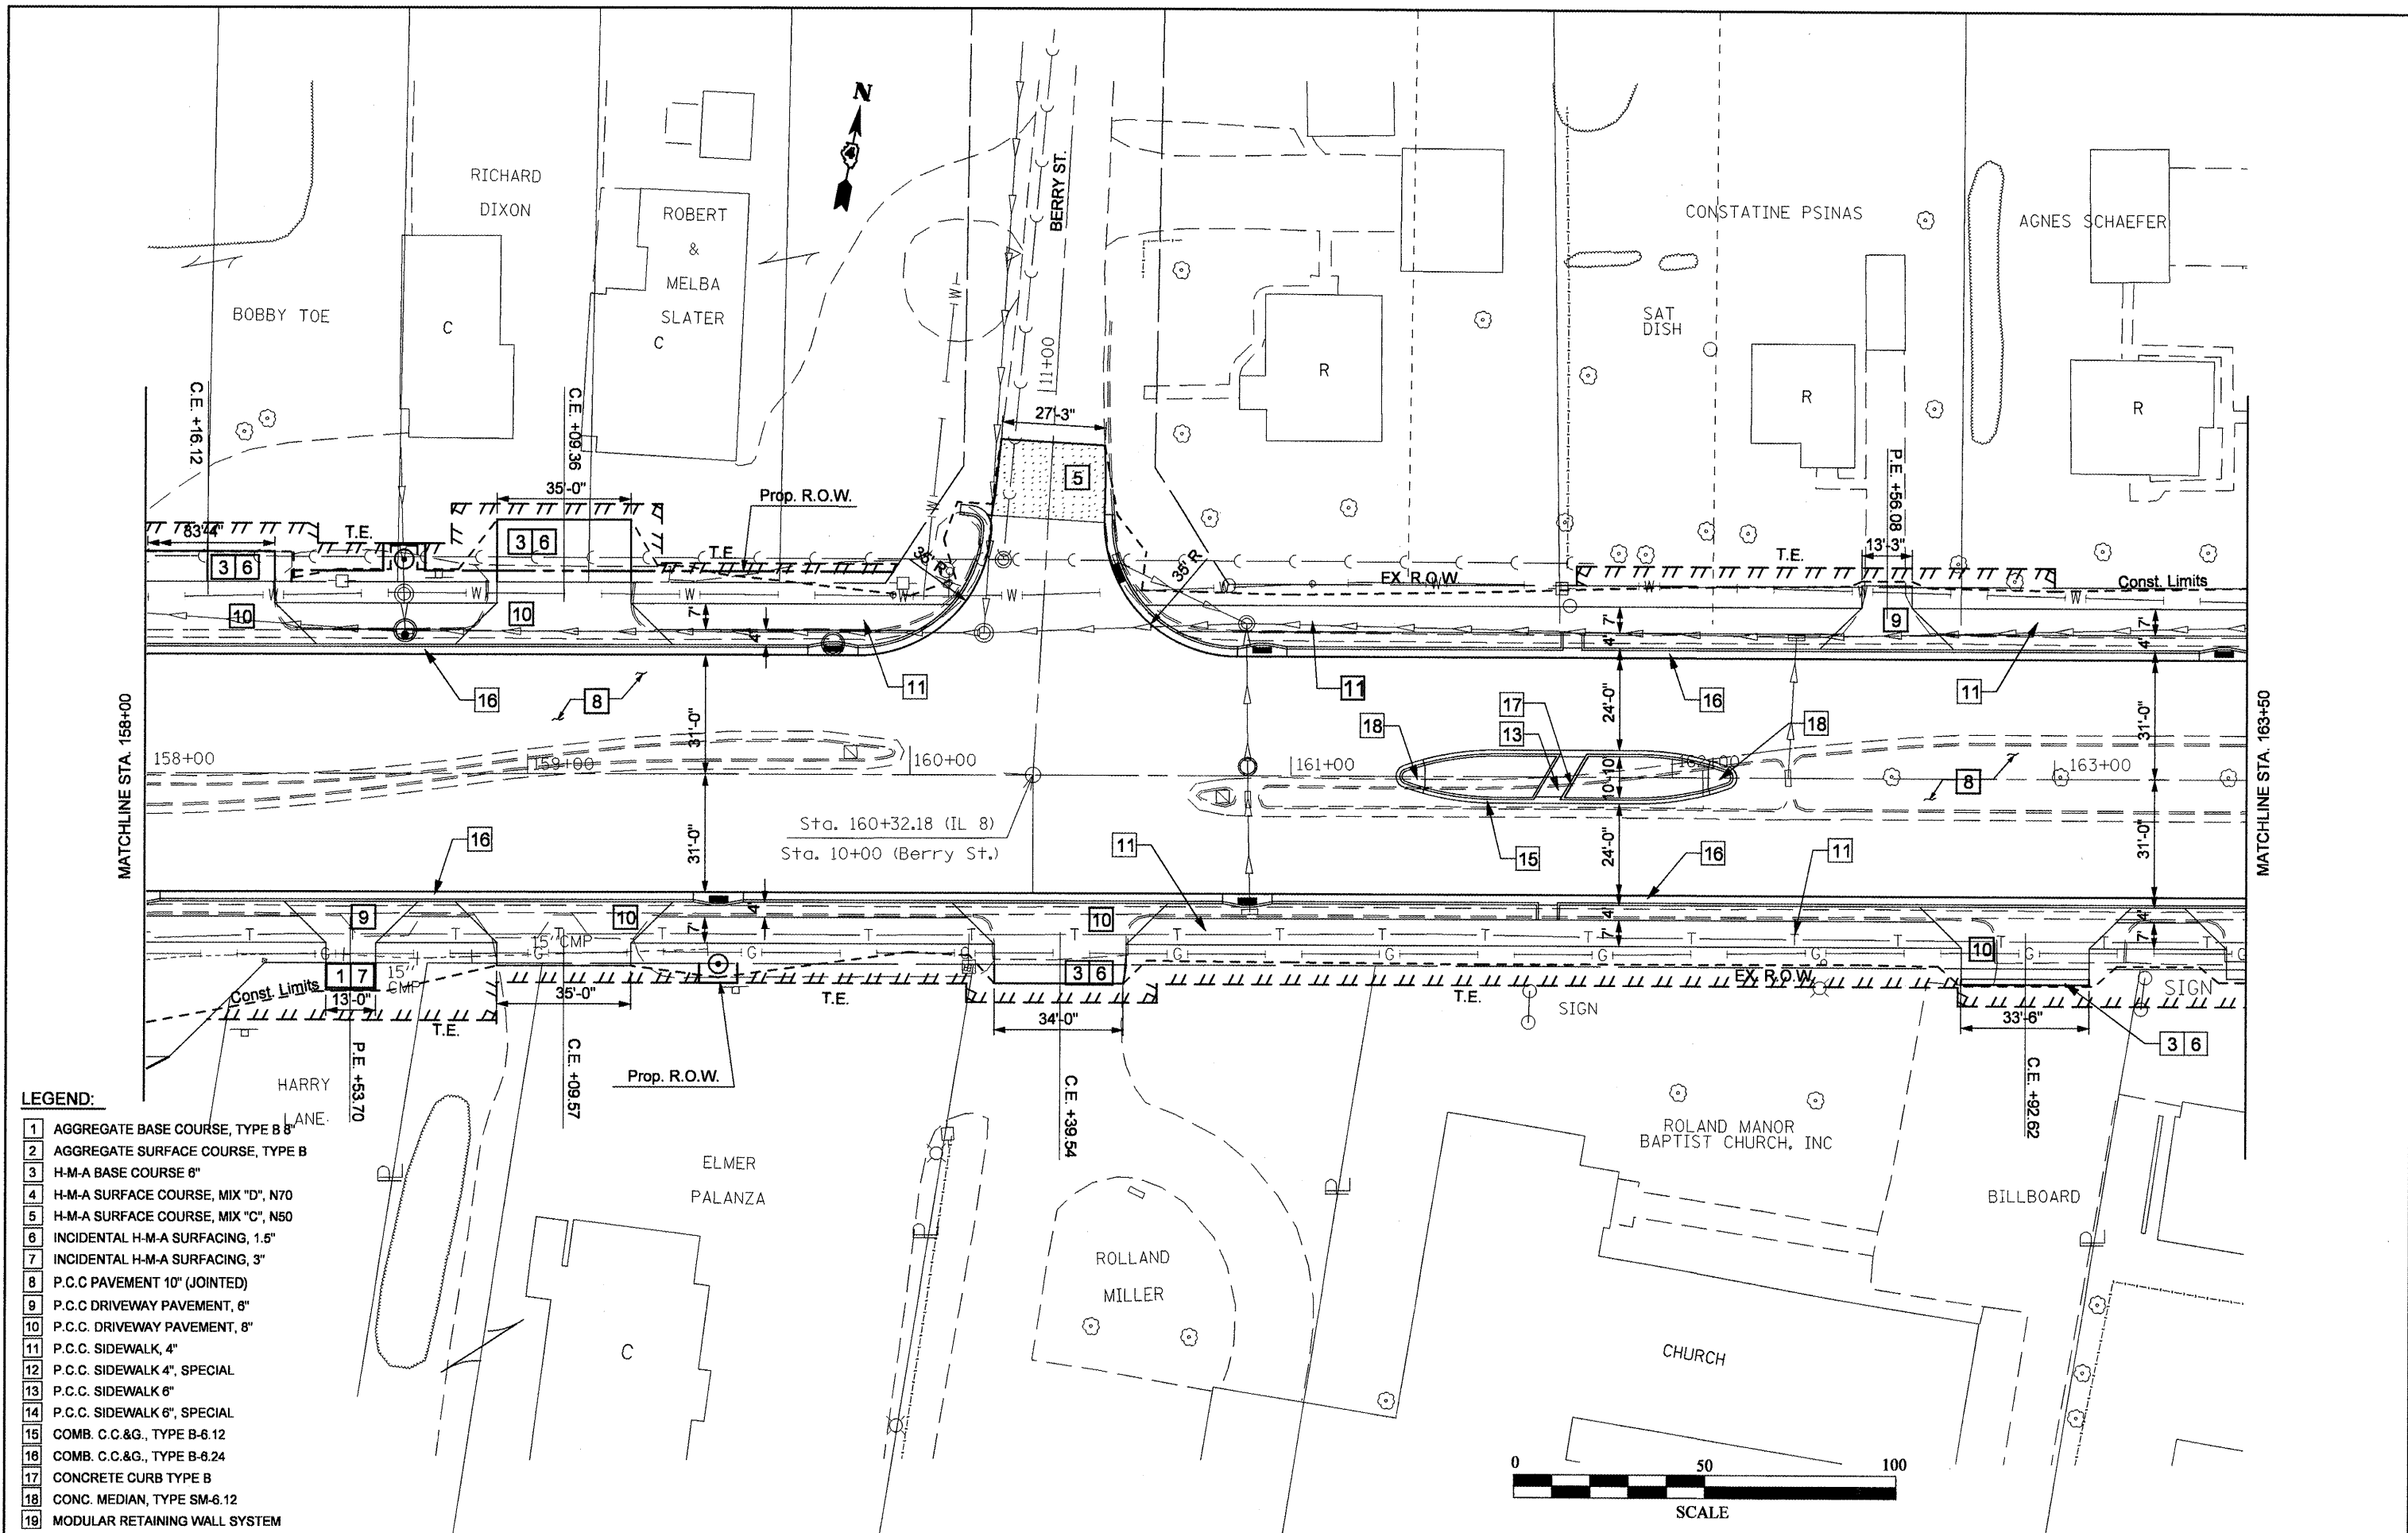 N
RICHARD
DIXON
ROBERT
&
MELBA
SLATER
C
BERRY ST.
CONSTATINE PSINAS
AGNES SCHAEFER
BOBBY TOE
C
SAT
DISH
R
R
R
11+00
C.E. +16.12
C.E. +09.36
P.E. +56.08
27'-3"
5
35'-0"
Prop. R.O.W.
83'-4"
T.E.
3 6
3 6
T.E.
35' R
35' R
EX. R.O.W.
T.E.
13'-3"
Const. Limits
W
W
W
W
W
W
W
W
W
W
10
10
7'
4'
7'
4'
9
7'
4'
16
8
11
11
16
11
MATCHLINE STA. 158+00
MATCHLINE STA. 163+50
31'-0"
24'-0"
31'-0"
18
17
13
18
158+00
159+00
160+00
161+00
162+00
163+00
10'
10'
8
Sta. 160+32.18 (IL 8)
Sta. 10+00 (Berry St.)
31'-0"
24'-0"
31'-0"
16
11
15
16
11
9
10
4'
10
4'
4'
7'
7'
7'
T T T T T T T T T T T T T
15" CMP
G G G G G G G G
10
1 7
15"
CMP
3 6
Const. Limits
13'-0"
35'-0"
T.E.
T.E.
34'-0"
T.E.
EX. R.O.W.
SIGN
SIGN
33'-6"
3 6
P.E. +53.70
C.E. +09.57
Prop. R.O.W.
C.E. +39.54
C.E. +92.62
HARRY
LANE
ELMER
PALANZA
ROLLAND
MILLER
ROLAND MANOR
BAPTIST CHURCH, INC
BILLBOARD
C
CHURCH
LEGEND:
1 AGGREGATE BASE COURSE, TYPE B 8"
2 AGGREGATE SURFACE COURSE, TYPE B
3 H-M-A BASE COURSE 6"
4 H-M-A SURFACE COURSE, MIX "D", N70
5 H-M-A SURFACE COURSE, MIX "C", N50
6 INCIDENTAL H-M-A SURFACING, 1.5"
7 INCIDENTAL H-M-A SURFACING, 3"
8 P.C.C PAVEMENT 10" (JOINTED)
9 P.C.C DRIVEWAY PAVEMENT, 6"
10 P.C.C. DRIVEWAY PAVEMENT, 8"
11 P.C.C. SIDEWALK, 4"
12 P.C.C. SIDEWALK 4", SPECIAL
13 P.C.C. SIDEWALK 6"
14 P.C.C. SIDEWALK 6", SPECIAL
15 COMB. C.C.&G., TYPE B-6.12
16 COMB. C.C.&G., TYPE B-6.24
17 CONCRETE CURB TYPE B
18 CONC. MEDIAN, TYPE SM-6.12
19 MODULAR RETAINING WALL SYSTEM
0 50 100
SCALE